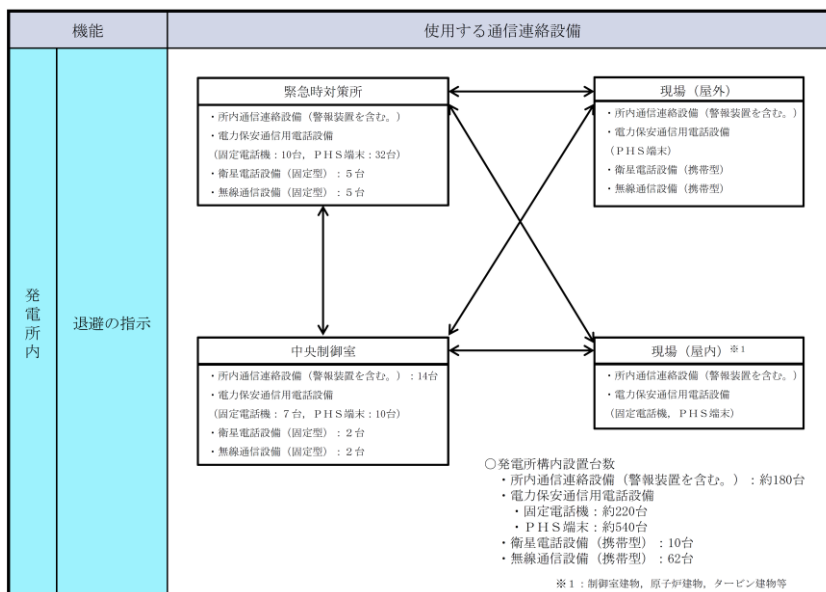 機能
使用する通信連絡設備
発電所内
退避の指示
緊急時対策所
・所内通信連絡設備（警報装置を含む。）
・電力保安通信用電話設備
（固定電話機：10台，ＰＨＳ端末：32台）
・衛星電話設備（固定型）：５台
・無線通信設備（固定型）：５台
現場（屋外）
・所内通信連絡設備（警報装置を含む。）
・電力保安通信用電話設備
（ＰＨＳ端末）
・衛星電話設備（携帯型）
・無線通信設備（携帯型）
中央制御室
・所内通信連絡設備（警報装置を含む。）：14台
・電力保安通信用電話設備
（固定電話機：７台，ＰＨＳ端末：10台）
・衛星電話設備（固定型）：２台
・無線通信設備（固定型）：２台
現場（屋内）※１
・所内通信連絡設備（警報装置を含む。）
・電力保安通信用電話設備
（固定電話機，ＰＨＳ端末）
○発電所構内設置台数
・所内通信連絡設備（警報装置を含む。）：約180台
・電力保安通信用電話設備
・固定電話機：約220台
・ＰＨＳ端末：約540台
・衛星電話設備（携帯型）：10台
・無線通信設備（携帯型）：62台
※１：制御室建物，原子炉建物，タービン建物等